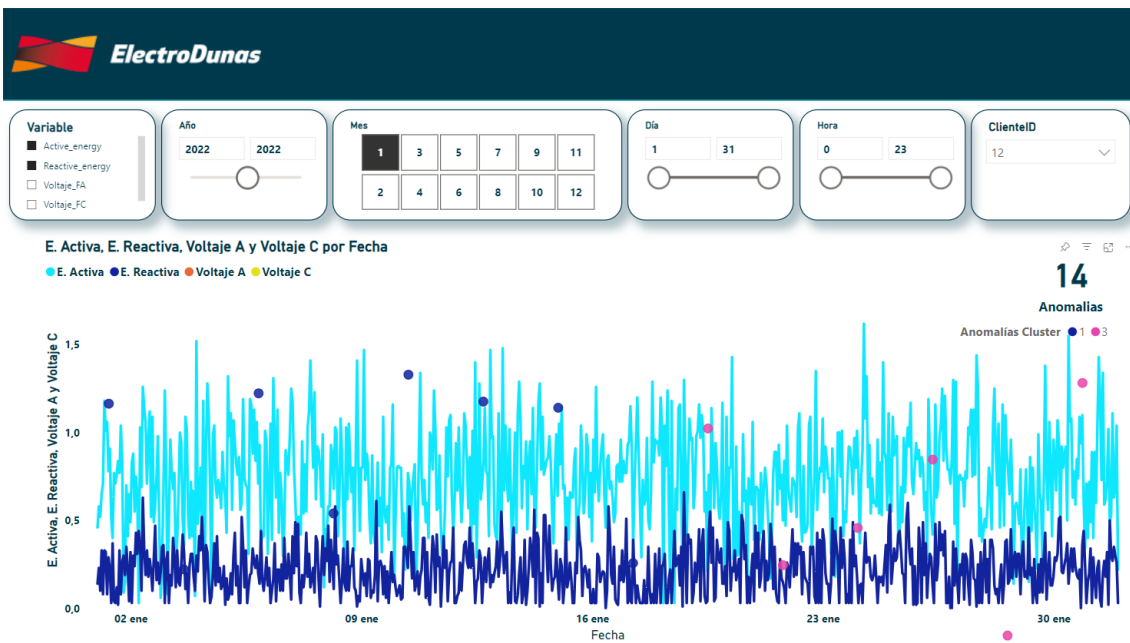 ElectroDunas
Variable
Active_energy
Reactive_energy
Voltaje_FA
Voltaje_FC
Año
2022 2022
Mes
1 3 5 7 9 11
2 4 6 8 10 12
Día
1 31
Hora
0 23
ClienteID
12
E. Activa, E. Reactiva, Voltaje A y Voltaje C por Fecha
E. Activa E. Reactiva Voltaje A Voltaje C
14
Anomalias
Anomalías Cluster 1 3
E. Activa, E. Reactiva, Voltaje A y Voltaje C
1,5
1,0
0,5
0,0
02 ene 09 ene 16 ene 23 ene 30 ene
Fecha